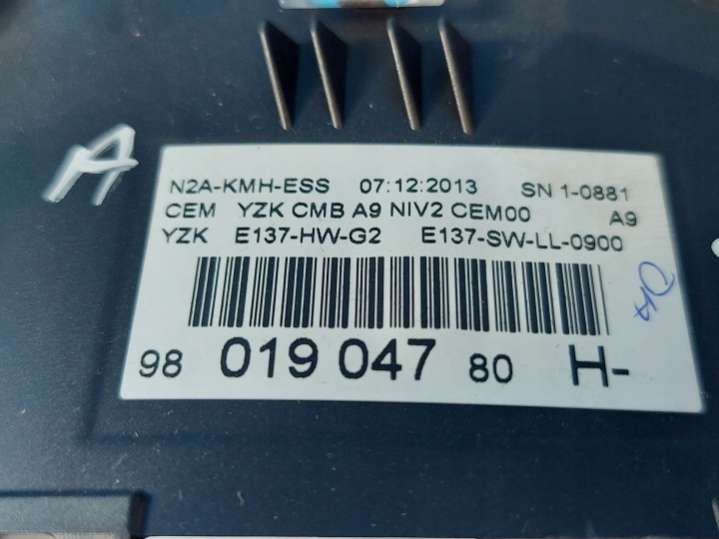 A
N2A-KMH-ESS 07:12:2013 SN 1-0881
CEM YZK CMB A9 NIV2 CEM00 A9
YZK E137-HW-G2 E137-SW-LL-0900
98 019 047 80 H-